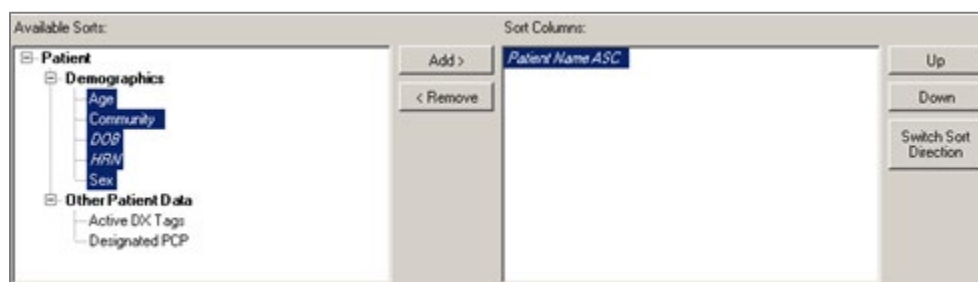 Available Sorts:
Patient
Demographics
Age
Community
DOB
HRN
Sex
Other Patient Data
Active DX Tags
Designated PCP
Add >
< Remove
Sort Columns:
Patient Name ASC
Up
Down
Switch Sort
Direction